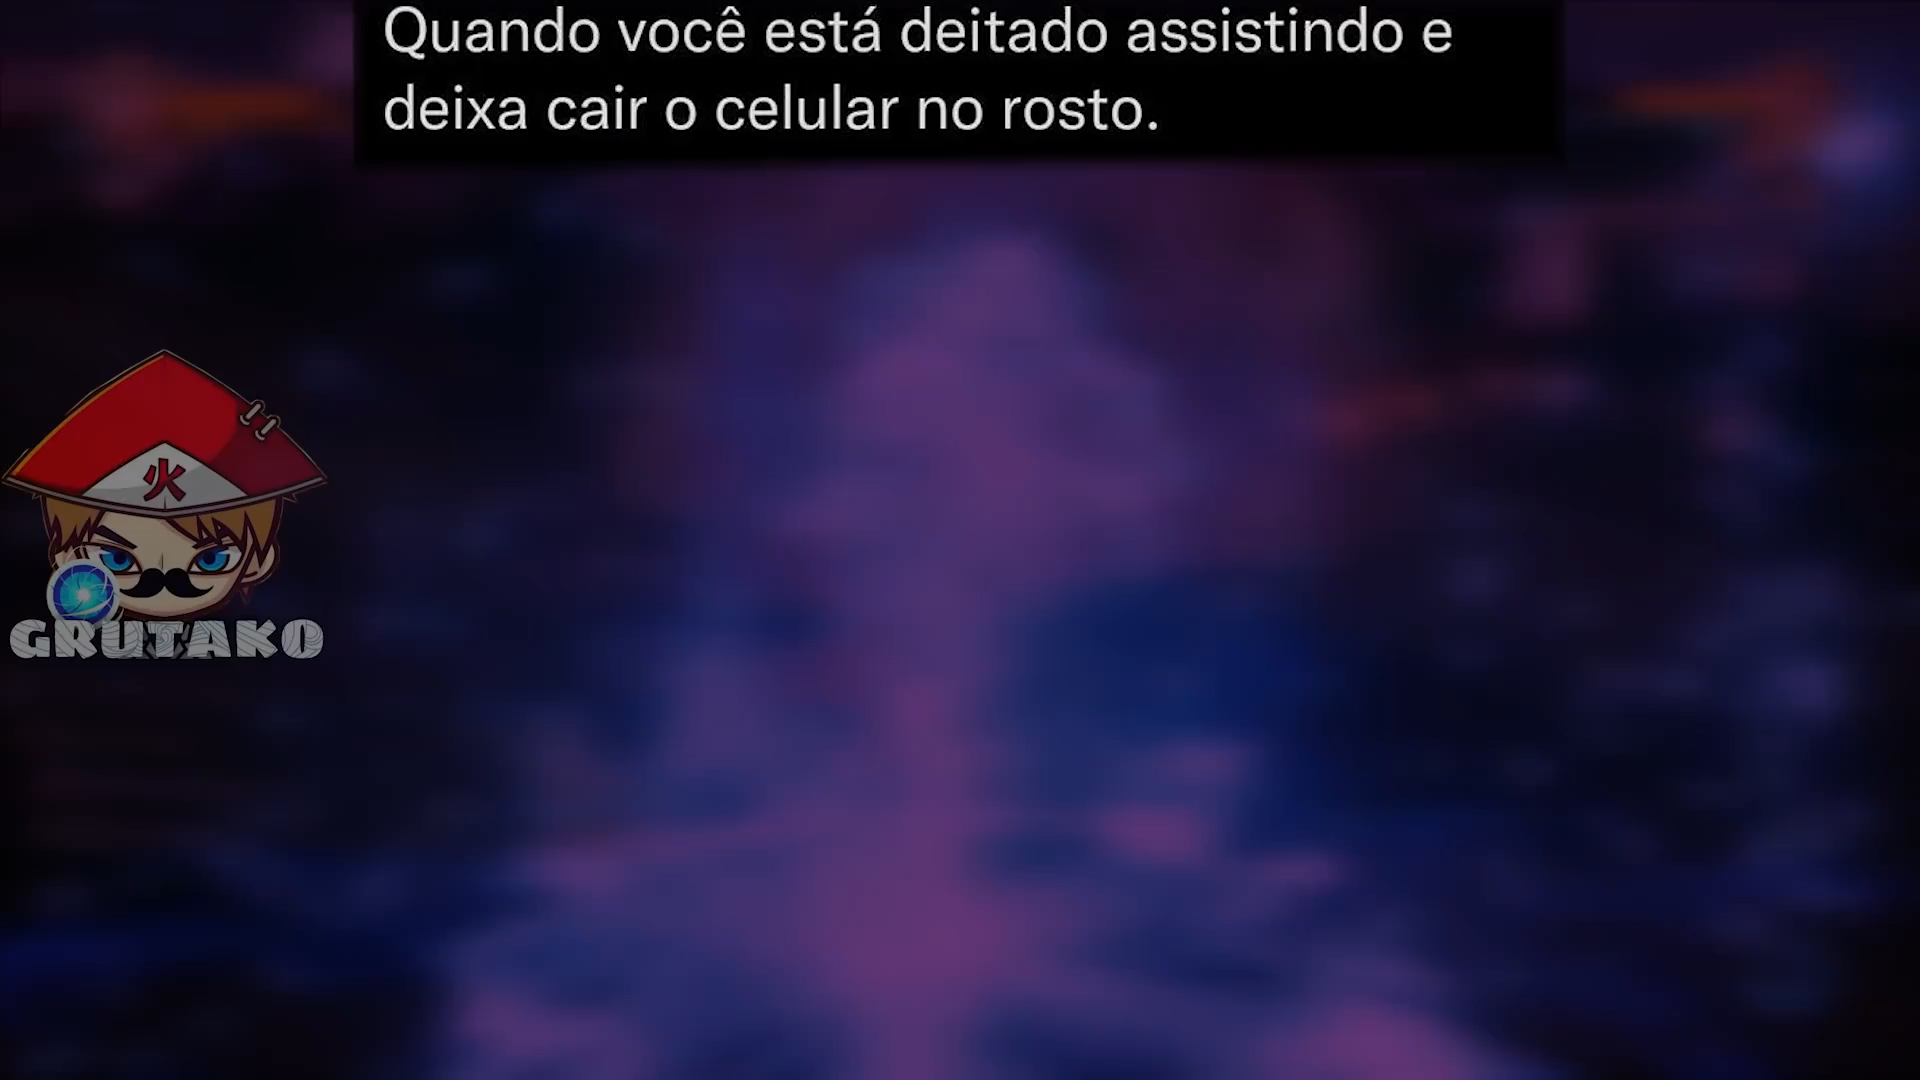 Quando você está deitado assistindo e
deixa cair o celular no rosto.
火
GRUTAKO